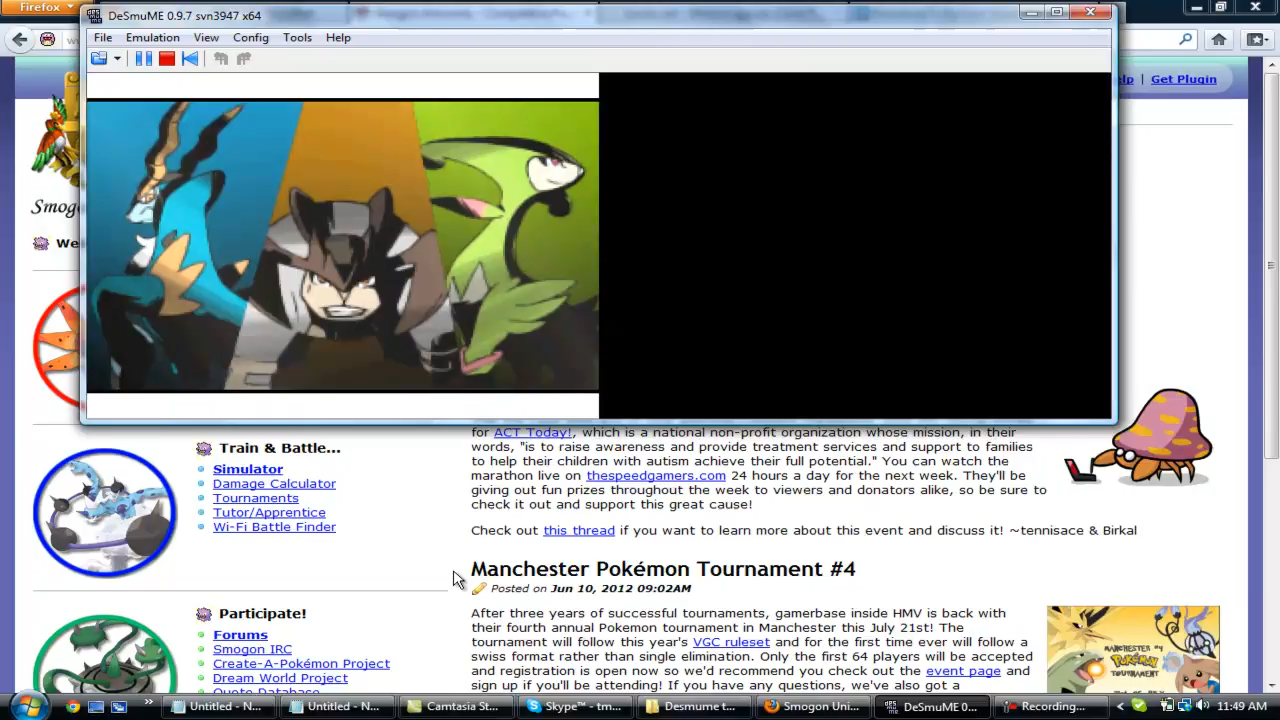 Firefox
DeSmuME 0.9.7 svn3947 x64
File Emulation View Config Tools Help
Get Plugin
Smogo
We
Train & Battle...
Simulator
Damage Calculator
Tournaments
Tutor/Apprentice
Wi-Fi Battle Finder
Participate!
Forums
Smogon IRC
Create-A-Pokémon Project
Dream World Project
Quote Database
for ACT Today!, which is a national non-profit organization whose mission, in their
words, "is to raise awareness and provide treatment services and support to families
to help their children with autism achieve their full potential." You can watch the
marathon live on thespeedgamers.com 24 hours a day for the next week. They'll be
giving out fun prizes throughout the week to viewers and donators alike, so be sure to
check it out and support this great cause!
Check out this thread if you want to learn more about this event and discuss it! ~tennisace & Birkal
Manchester Pokémon Tournament #4
Posted on Jun 10, 2012 09:02AM
After three years of successful tournaments, gamerbase inside HMV is back with
their fourth annual Pokemon tournament in Manchester this July 21st! The
tournament will follow this year's VGC ruleset and for the first time ever will follow a
swiss format rather than single elimination. Only the first 64 players will be accepted
and registration is open now so we'd recommend you check out the event page and
sign up if you'll be attending! If you have any questions, we've also got a
MANCHESTER #4
POKéMON
TOURNAMENT
Untitled - N... Untitled - N... Camtasia St... Skype™ - tm... Desmume t... Smogon Uni... DeSmuME 0... Recording... 11:49 AM